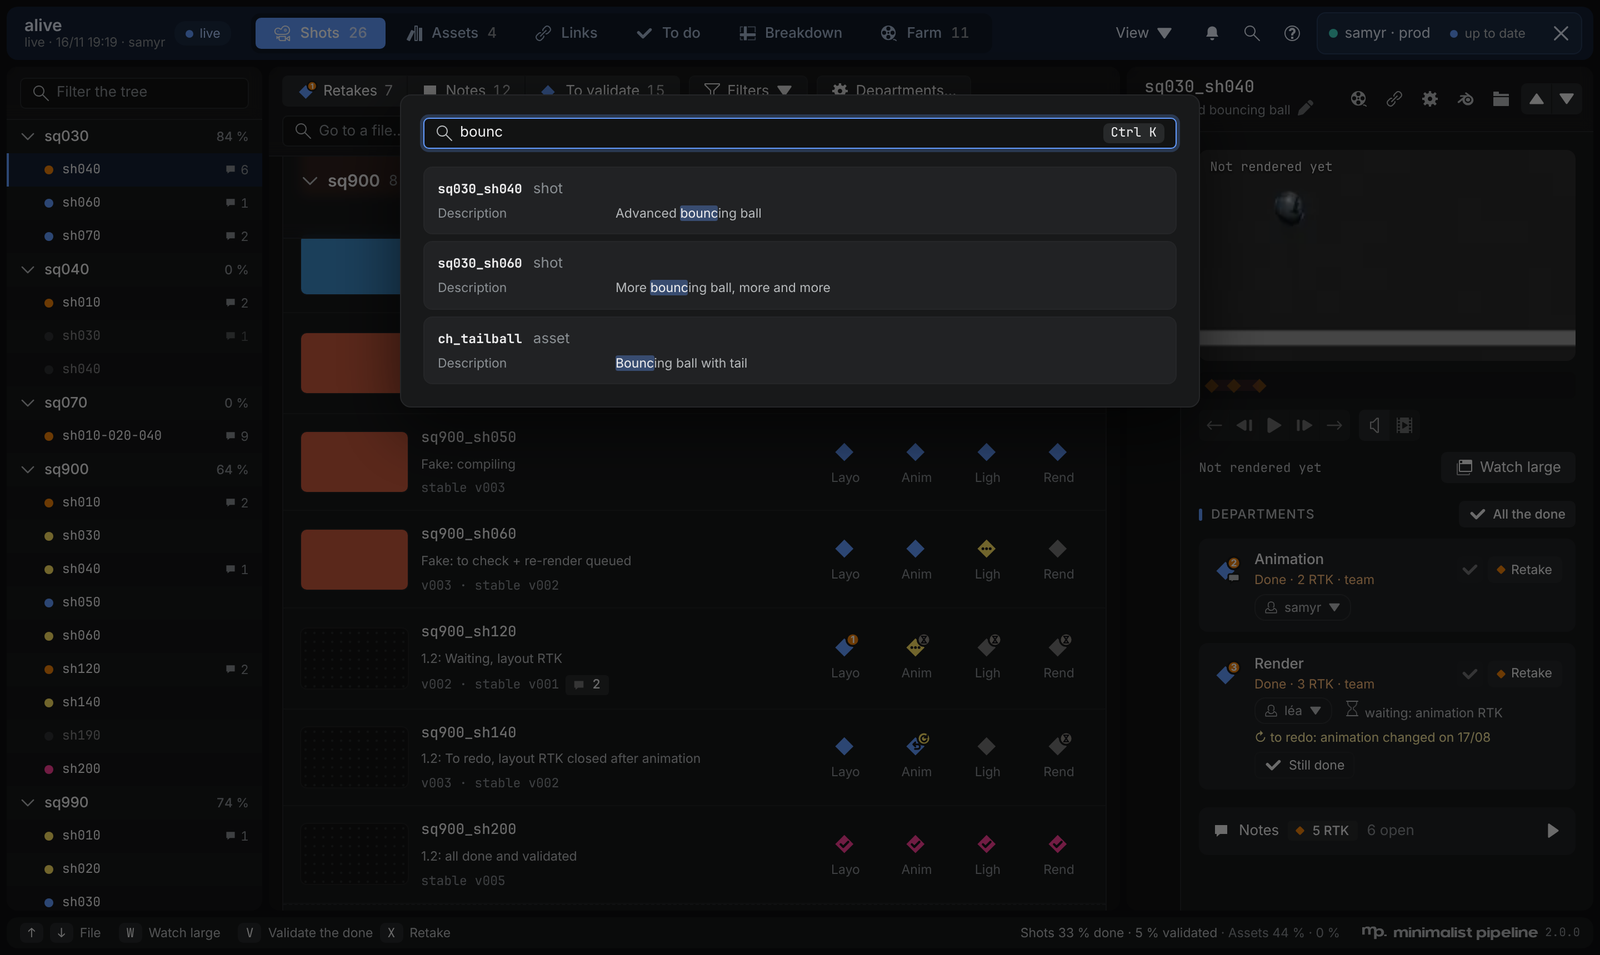 alive
live · 16/11 19:19 · samyr
live
Shots 26
Assets 4
Links
To do
Breakdown
Farm 11
View
samyr · prod
up to date
Filter the tree
sq030 84 %
sh040 6
sh060 1
sh070 2
sq040 0 %
sh010 2
sh030 1
sh040
sq070 0 %
sh010-020-040 9
sq900 64 %
sh010 2
sh030
sh040 1
sh050
sh060
sh120 2
sh140
sh190
sh200
sq990 74 %
sh010 1
sh020
sh030
Retakes 7
Notes 12
To validate 15
Filters
Departments...
Go to a file...
sq900 8
bounc
Ctrl K
sq030_sh040 shot
Description Advanced bouncing ball
sq030_sh060 shot
Description More bouncing ball, more and more
ch_tailball asset
Description Bouncing ball with tail
sq900_sh050
Fake: compiling
stable v003
Layo Anim Ligh Rend
sq900_sh060
Fake: to check + re-render queued
v003 · stable v002
Layo Anim Ligh Rend
sq900_sh120
1.2: Waiting, layout RTK
v002 · stable v001 2
1
Layo Anim Ligh Rend
sq900_sh140
1.2: To redo, layout RTK closed after animation
v003 · stable v002
Layo Anim Ligh Rend
sq900_sh200
1.2: all done and validated
stable v005
Layo Anim Ligh Rend
sq030_sh040
d bouncing ball
Not rendered yet
Not rendered yet
Watch large
DEPARTMENTS
All the done
2
Animation
Done · 2 RTK · team
samyr
Retake
3
Render
Done · 3 RTK · team
léa
waiting: animation RTK
to redo: animation changed on 17/08
Still done
Retake
Notes 5 RTK 6 open
↑ ↓ File
W Watch large
V Validate the done
X Retake
Shots 33 % done · 5 % validated · Assets 44 % · 0 %
mp. minimalist pipeline 2.0.0